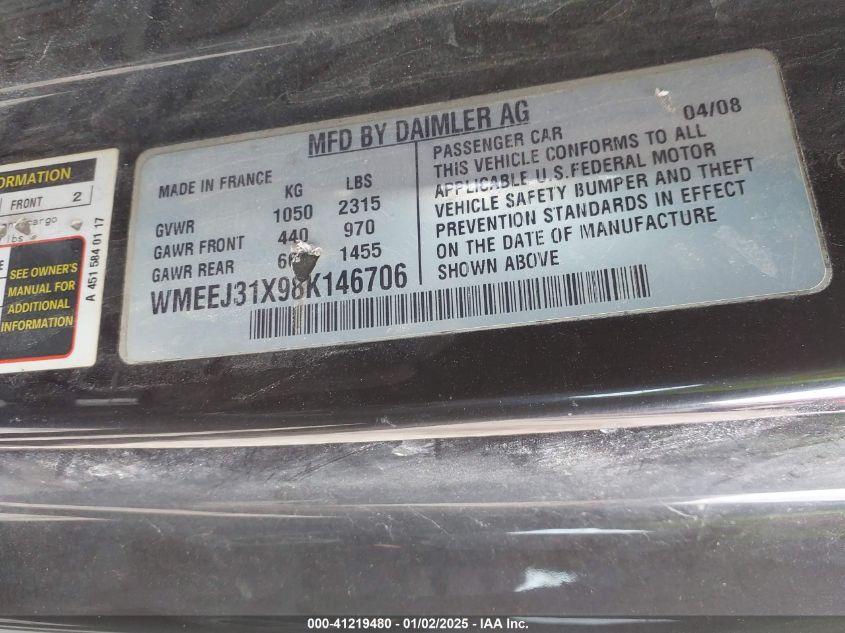 ORMATION
FRONT 2
cargo
lbs
SEE OWNER'S
MANUAL FOR
ADDITIONAL
INFORMATION
A 451 584 01 17
MFD BY DAIMLER AG
04/08
MADE IN FRANCE KG LBS
GVWR 1050 2315
GAWR FRONT 440 970
GAWR REAR 1455
WMEEJ31X98K146706
PASSENGER CAR
THIS VEHICLE CONFORMS TO ALL
APPLICABLE U.S.FEDERAL MOTOR
VEHICLE SAFETY BUMPER AND THEFT
PREVENTION STANDARDS IN EFFECT
ON THE DATE OF MANUFACTURE
SHOWN ABOVE
000-41219480 - 01/02/2025 - IAA Inc.